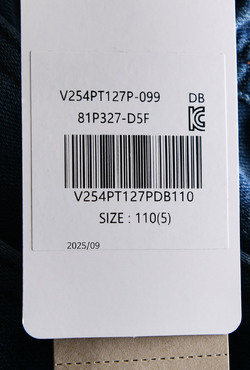 V254PT127P-099 DB
81P327-D5F
V254PT127PDB110
SIZE : 110(5)
2025/09